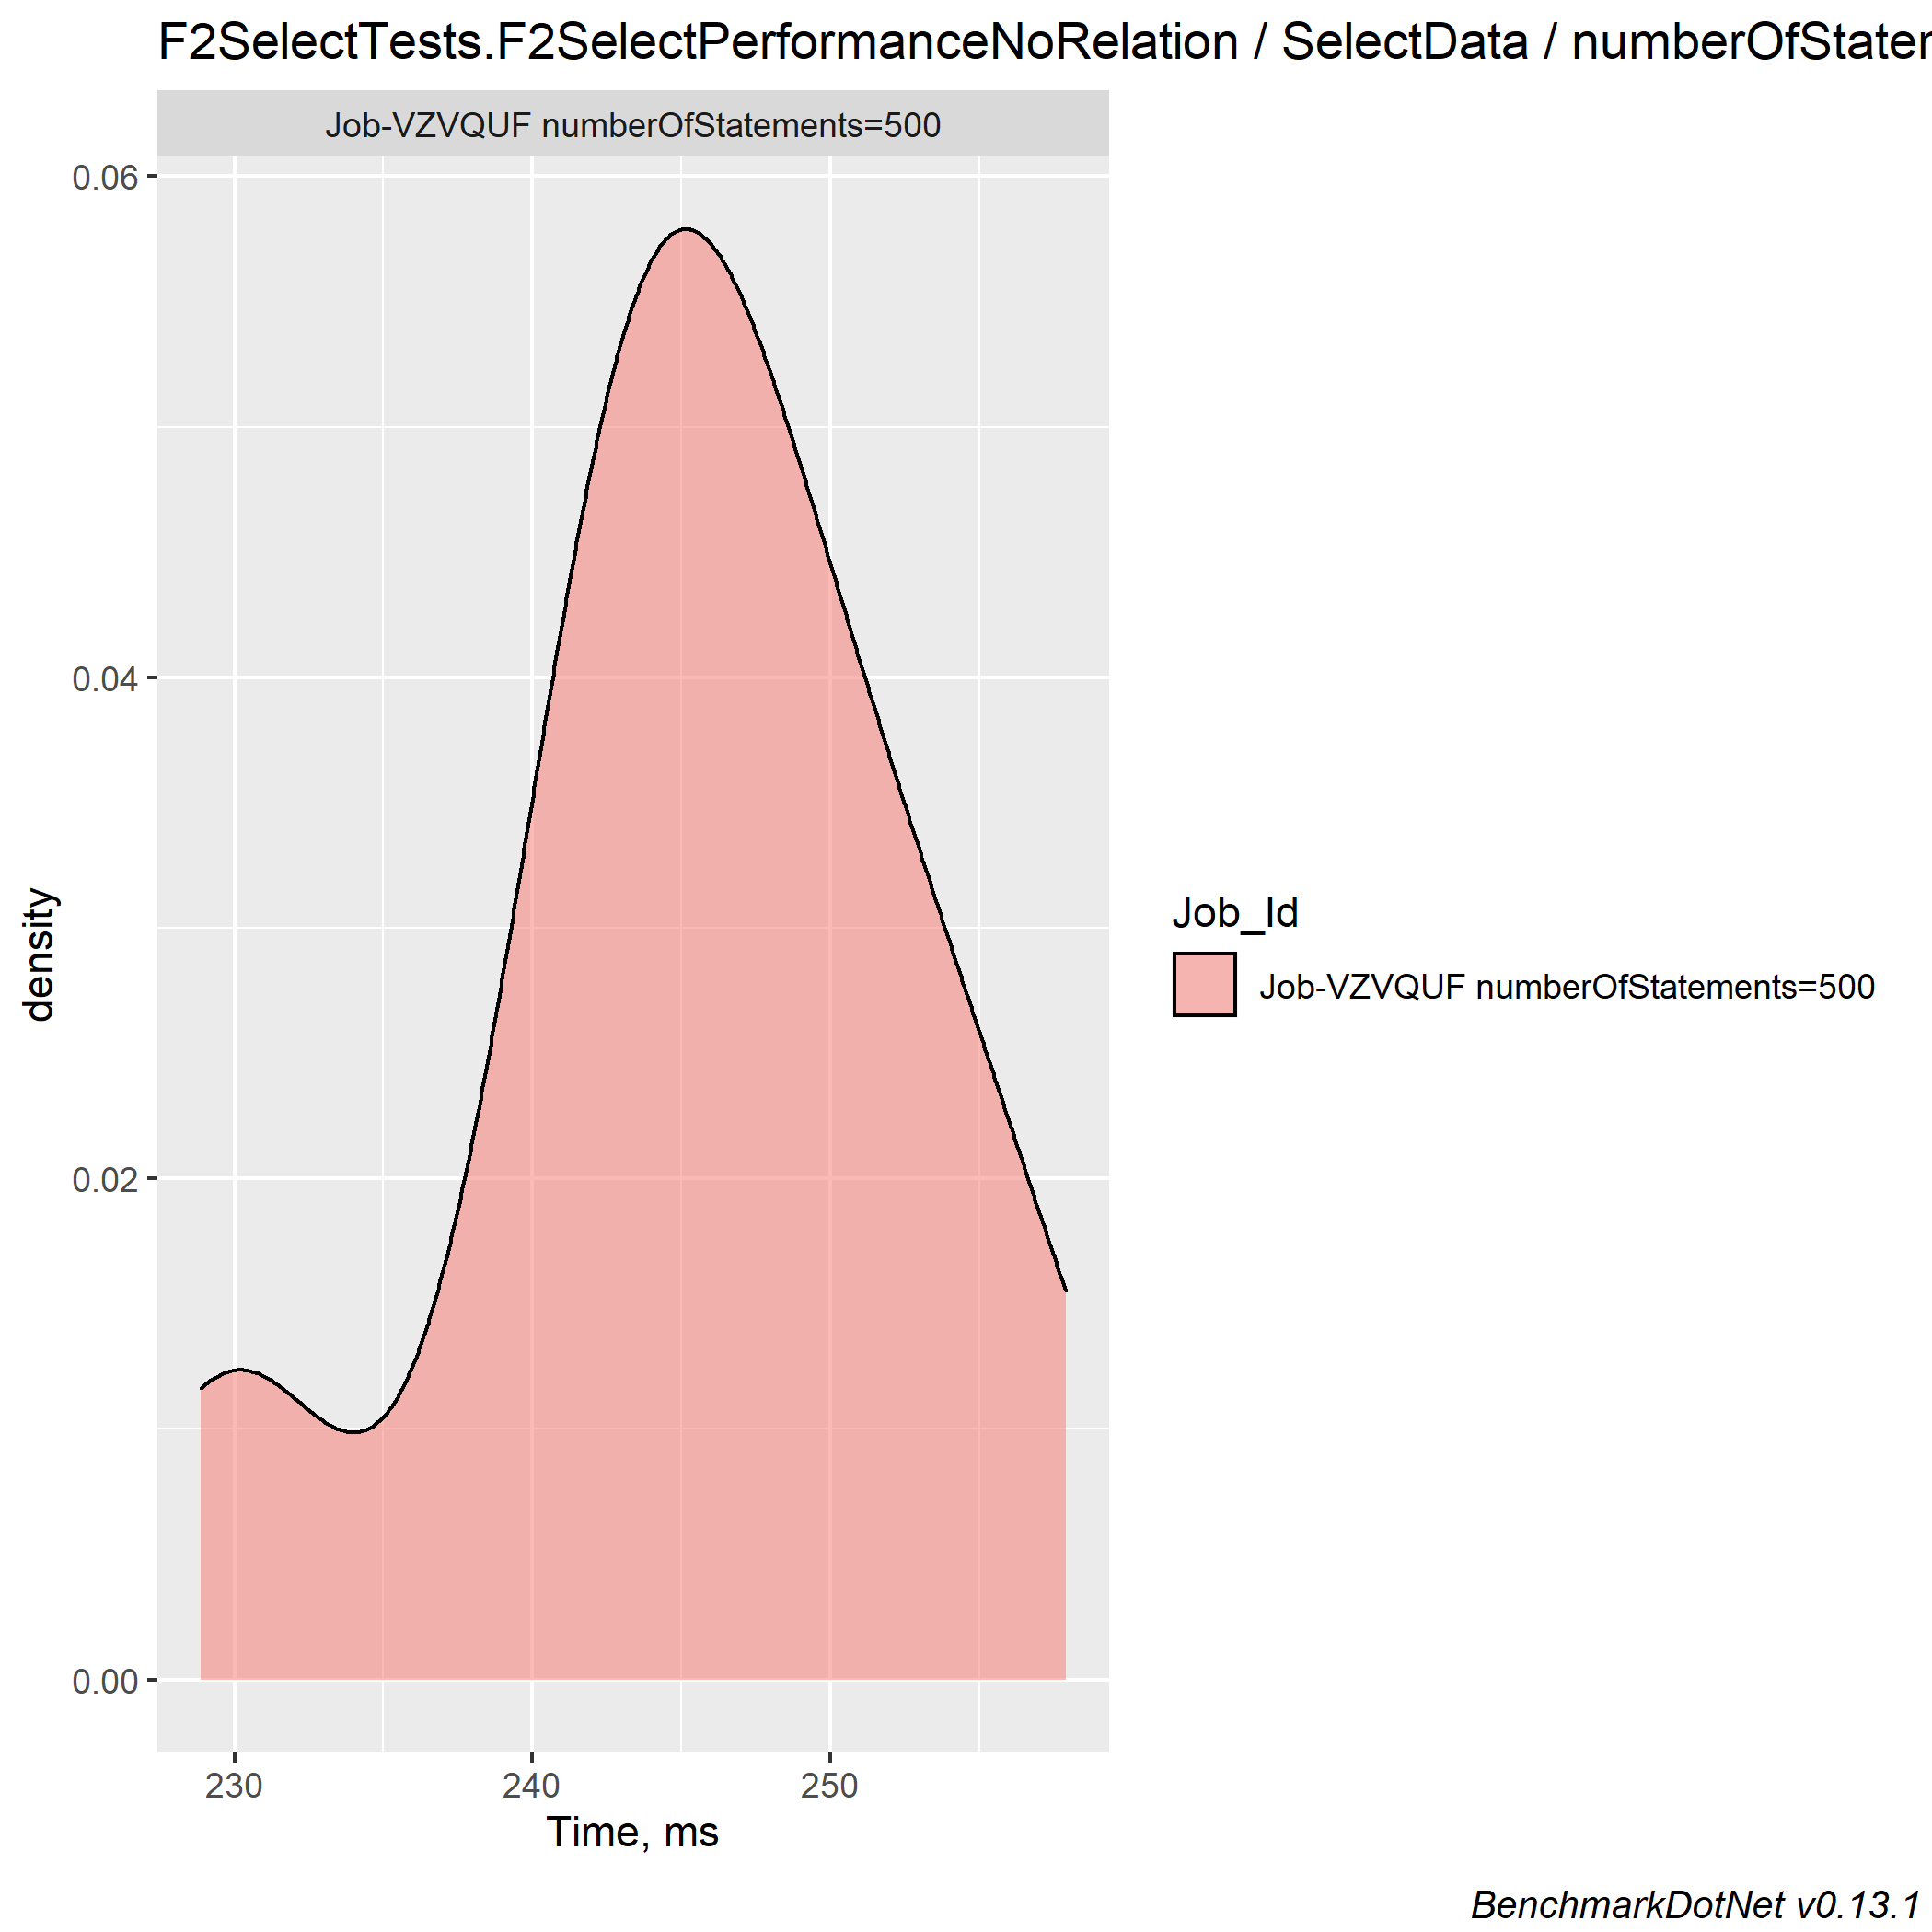 F2SelectTests.F2SelectPerformanceNoRelation / SelectData /
Job-VZVQUF numberOfStatements=500
0.06
0.04
0.02
0.00
density
230
240
250
Time, ms
Job_Id
Job-VZVQUF numberOfStatements=500
BenchmarkDotNet v0.13.1